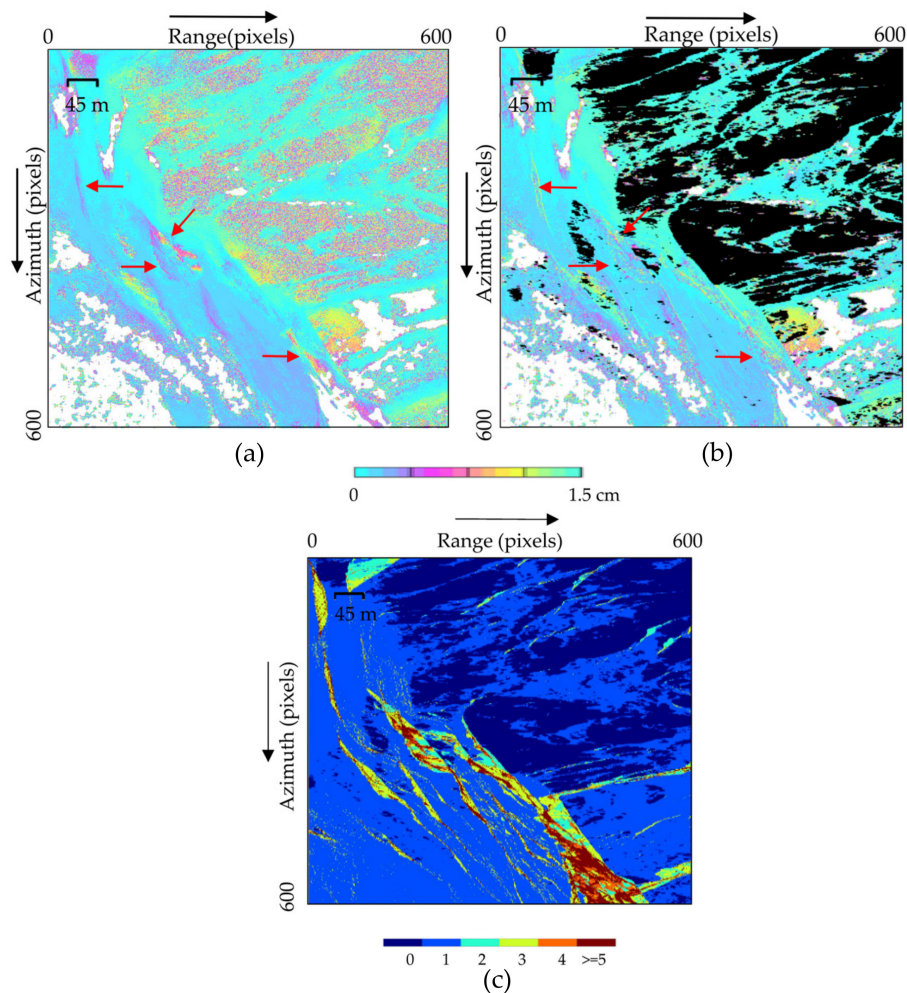 Range(pixels)
0 600
45 m
Azimuth (pixels)
600
(a)
Range (pixels)
0 600
45 m
Azimuth (pixels)
600
(b)
0 1.5 cm
0 600
Range (pixels)
45 m
Azimuth (pixels)
600
0 1 2 3 4 >=5
(c)